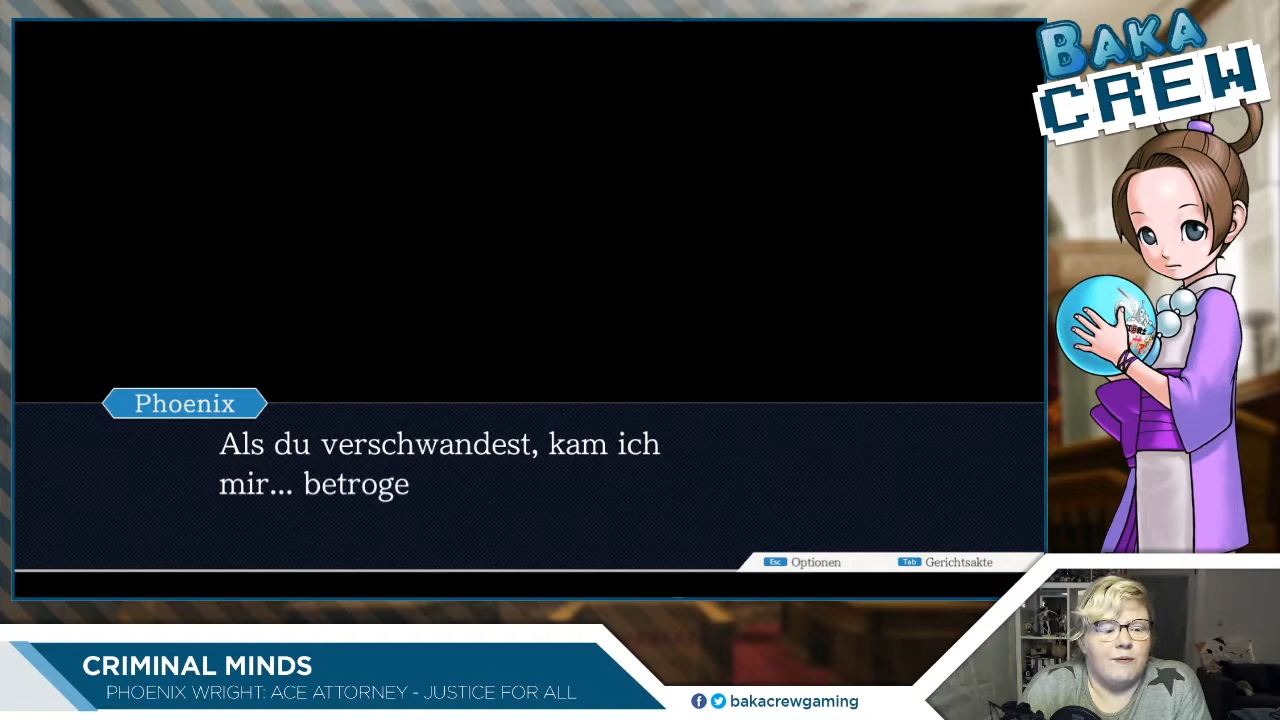 BAKA
CREW
Phoenix
Als du verschwandest, kam ich
mir... betroge
Esc Optionen
Tab Gerichtsakte
CRIMINAL MINDS
PHOENIX WRIGHT: ACE ATTORNEY - JUSTICE FOR ALL
bakacrewgaming